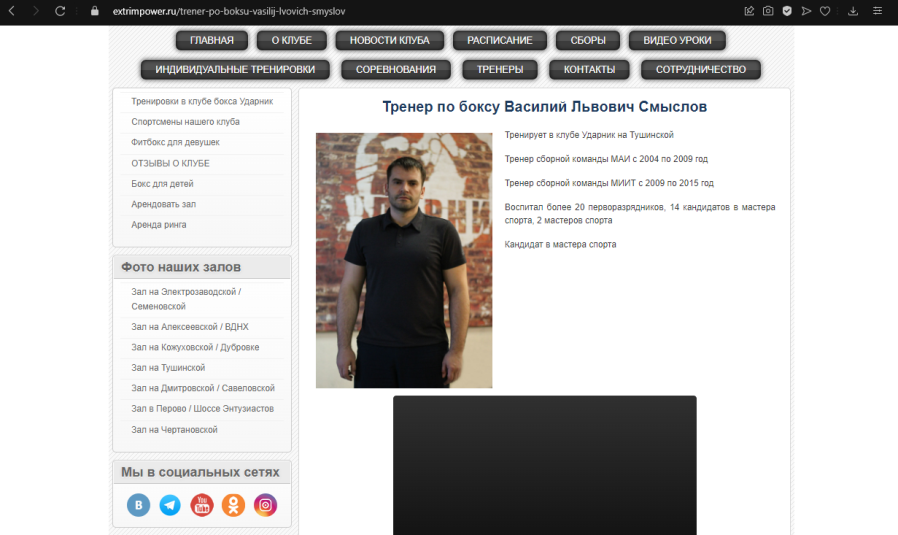 extrimpower.ru/trener-po-boksu-vasilij-lvovich-smyslov
ГЛАВНАЯ
О КЛУБЕ
НОВОСТИ КЛУБА
РАСПИСАНИЕ
СБОРЫ
ВИДЕО УРОКИ
ИНДИВИДУАЛЬНЫЕ ТРЕНИРОВКИ
СОРЕВНОВАНИЯ
ТРЕНЕРЫ
КОНТАКТЫ
СОТРУДНИЧЕСТВО
Тренировки в клубе бокса Ударник
Спортсмены нашего клуба
Фитбокс для девушек
ОТЗЫВЫ О КЛУБЕ
Бокс для детей
Арендовать зал
Аренда ринга
Фото наших залов
Зал на Электрозаводской /
Семеновской
Зал на Алексеевской / ВДНХ
Зал на Кожуховской / Дубровке
Зал на Тушинской
Зал на Дмитровской / Савеловской
Зал в Перово / Шоссе Энтузиастов
Зал на Чертановской
Мы в социальных сетях
B
You
Tube
Тренер по боксу Василий Львович Смыслов
Тренирует в клубе Ударник на Тушинской
Тренер сборной команды МАИ с 2004 по 2009 год
Тренер сборной команды МИИТ с 2009 по 2015 год
Воспитал более 20 перворазрядников, 14 кандидатов в мастера
спорта, 2 мастеров спорта
Кандидат в мастера спорта